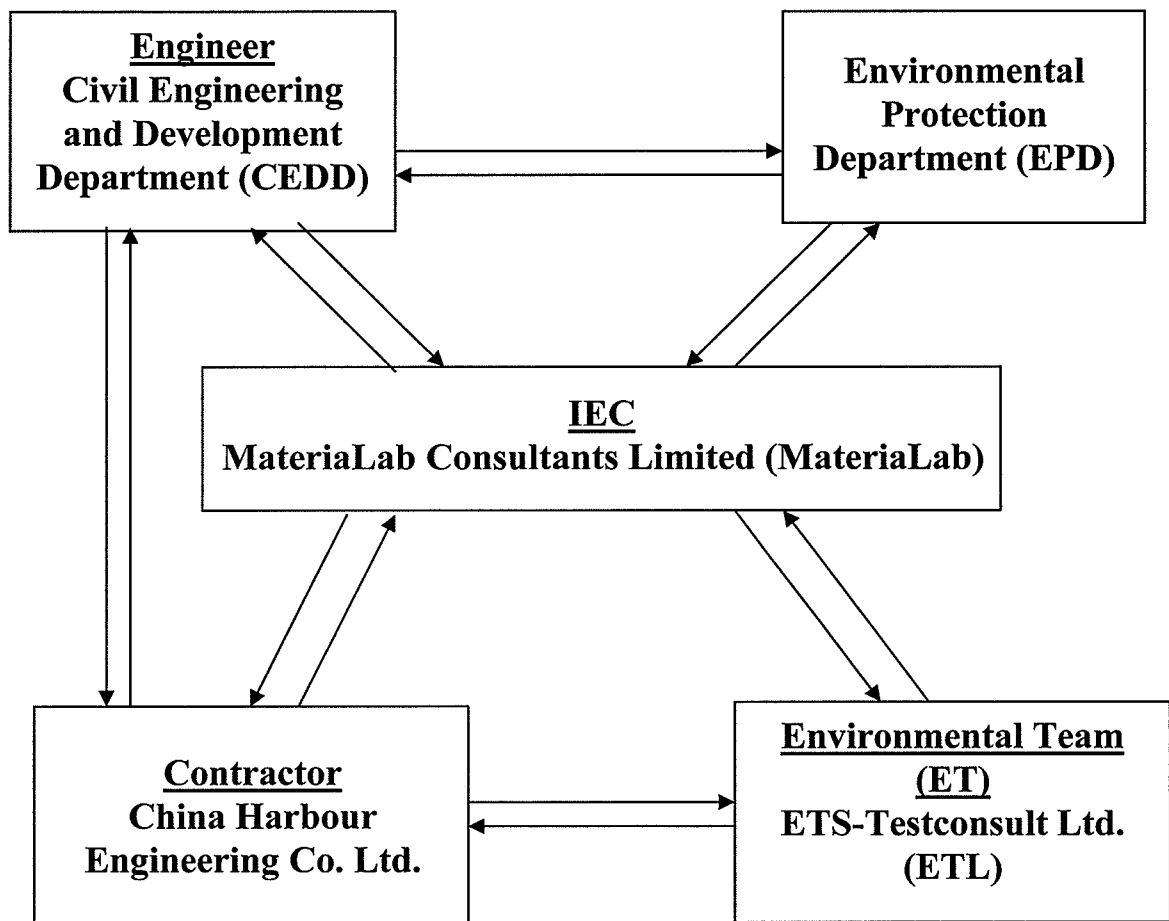 Engineer
Civil Engineering
and Development
Department (CEDD)
Environmental
Protection
Department (EPD)
IEC
MateriaLab Consultants Limited (MateriaLab)
Contractor
China Harbour
Engineering Co. Ltd.
Environmental Team
(ET)
ETS-Testconsult Ltd.
(ETL)